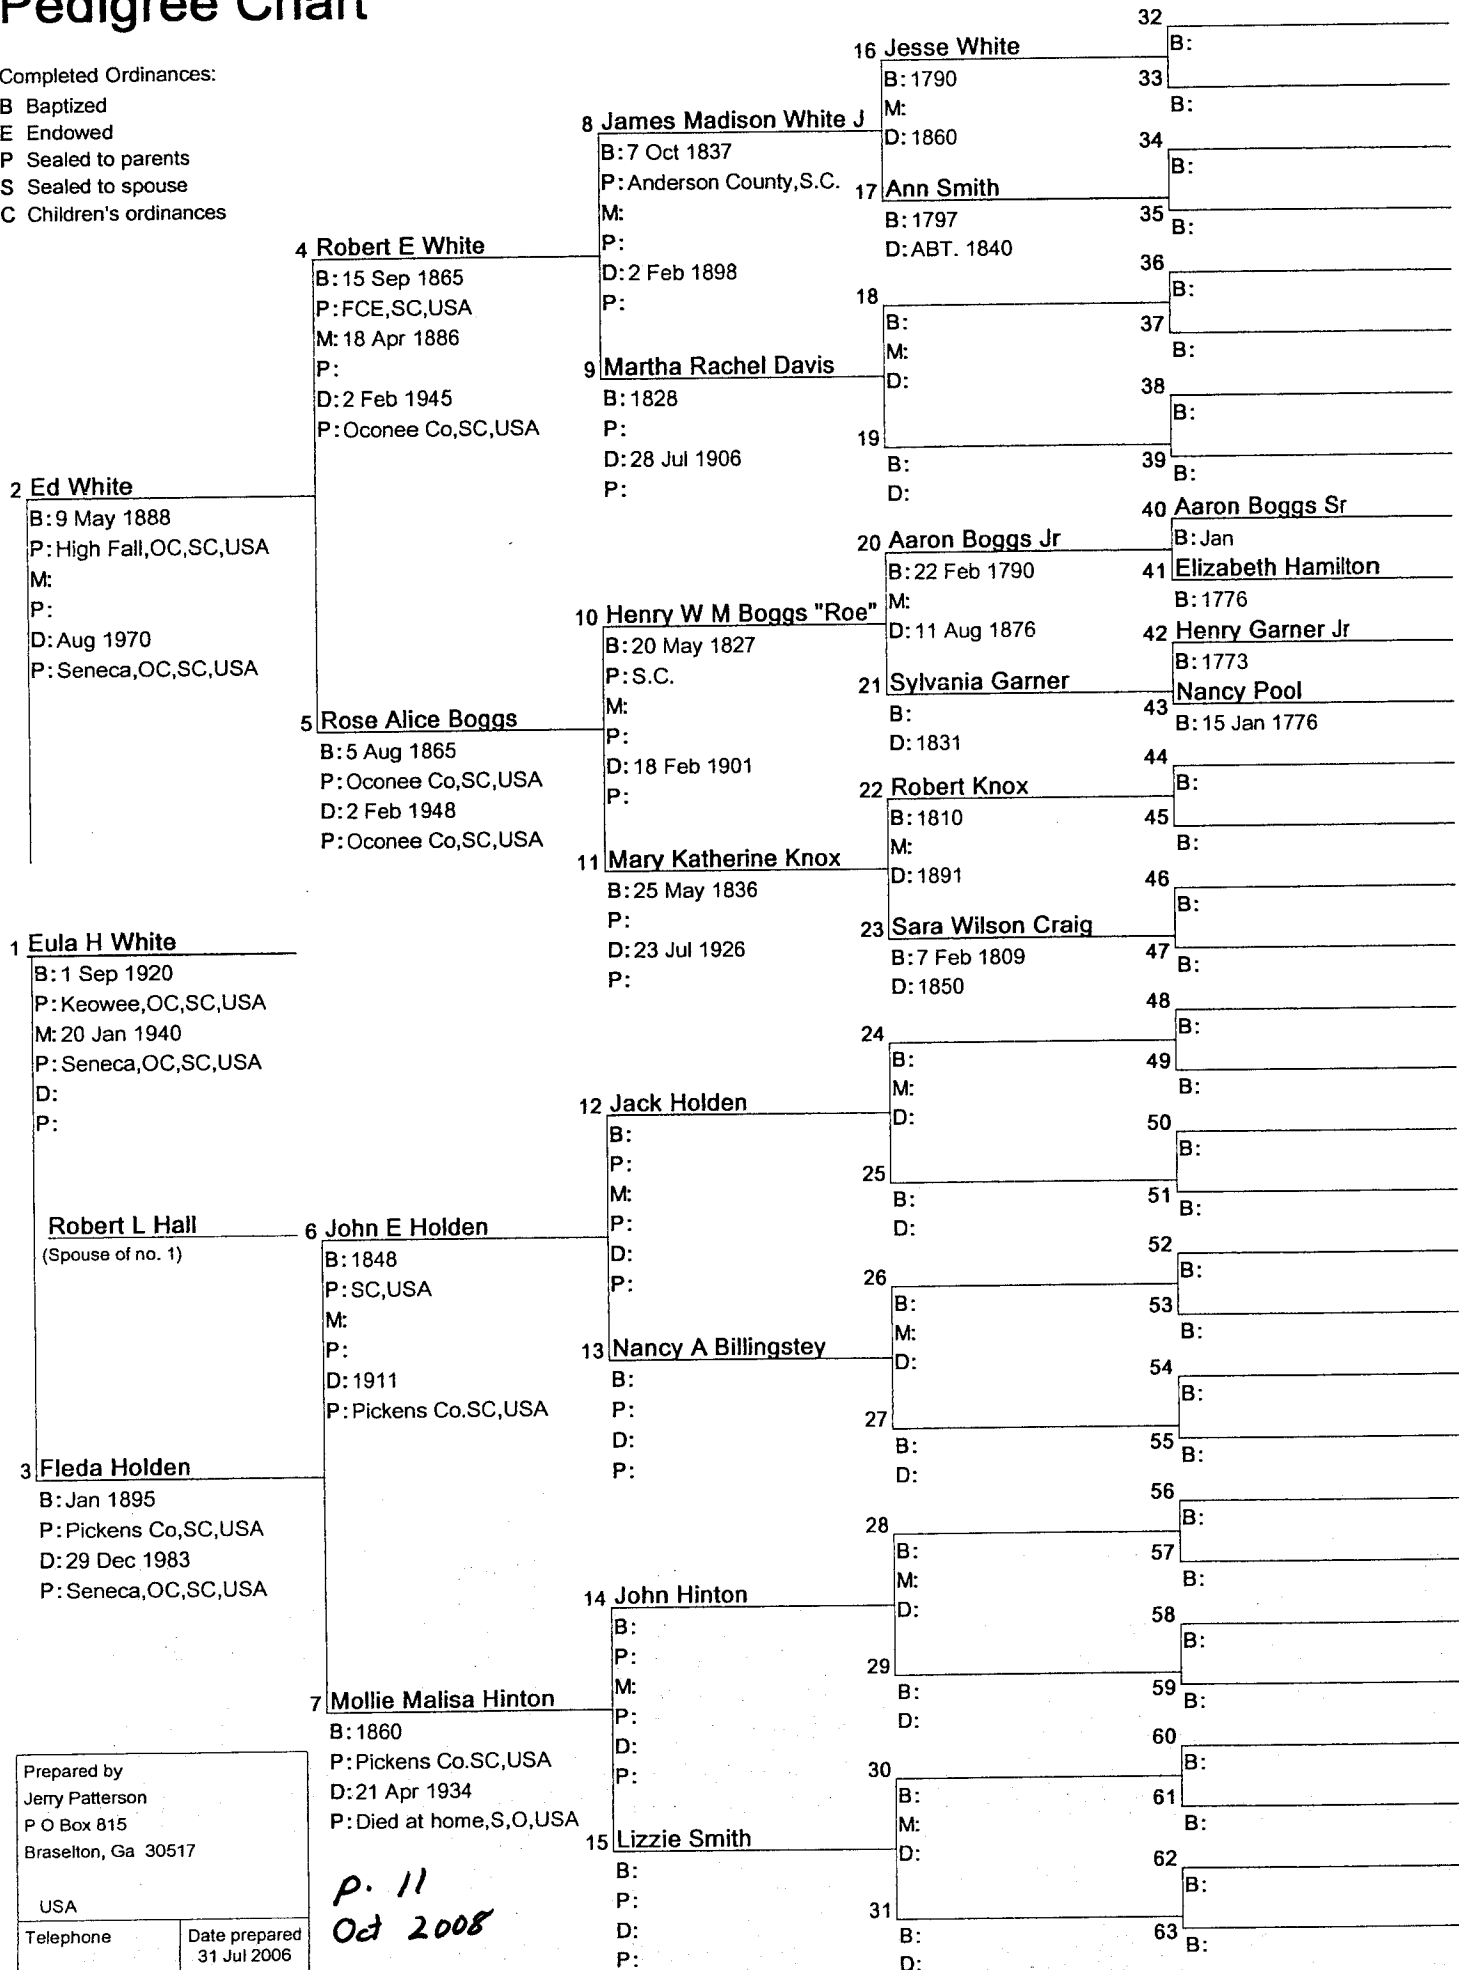 Pedigree Chart
Completed Ordinances:
B Baptized
E Endowed
P Sealed to parents
S Sealed to spouse
C Children's ordinances
2 Ed White
B: 9 May 1888
P: High Fall,OC,SC,USA
M:
P:
D: Aug 1970
P: Seneca,OC,SC,USA
1 Eula H White
B: 1 Sep 1920
P: Keowee,OC,SC,USA
M: 20 Jan 1940
P: Seneca,OC,SC,USA
D:
P:
Robert L Hall
(Spouse of no. 1)
3 Fleda Holden
B: Jan 1895
P: Pickens Co,SC,USA
D: 29 Dec 1983
P: Seneca,OC,SC,USA
Prepared by
Jerry Patterson
P O Box 815
Braselton, Ga 30517
USA
Telephone
Date prepared
31 Jul 2006
4 Robert E White
B: 15 Sep 1865
P: FCE,SC,USA
M: 18 Apr 1886
P:
D: 2 Feb 1945
P: Oconee Co,SC,USA
5 Rose Alice Boggs
B: 5 Aug 1865
P: Oconee Co,SC,USA
D: 2 Feb 1948
P: Oconee Co,SC,USA
6 John E Holden
B: 1848
P: SC,USA
M:
P:
D: 1911
P: Pickens Co.SC,USA
7 Mollie Malisa Hinton
B: 1860
P: Pickens Co.SC,USA
D: 21 Apr 1934
P: Died at home,S,O,USA
p. 11
Oct 2008
8 James Madison White J
B: 7 Oct 1837
P: Anderson County,S.C.
M:
P:
D: 2 Feb 1898
P:
9 Martha Rachel Davis
B: 1828
P:
D: 28 Jul 1906
P:
10 Henry W M Boggs "Roe"
B: 20 May 1827
P: S.C.
M:
P:
D: 18 Feb 1901
P:
11 Mary Katherine Knox
B: 25 May 1836
P:
D: 23 Jul 1926
P:
12 Jack Holden
B:
P:
M:
P:
D:
P:
13 Nancy A Billingstey
B:
P:
D:
P:
14 John Hinton
B:
P:
M:
P:
D:
P:
15 Lizzie Smith
B:
P:
D:
P:
16 Jesse White
B: 1790
M:
D: 1860
17 Ann Smith
B: 1797
D: ABT. 1840
18
B:
M:
D:
19
B:
D:
20 Aaron Boggs Jr
B: 22 Feb 1790
M:
D: 11 Aug 1876
21 Sylvania Garner
B:
D: 1831
22 Robert Knox
B: 1810
M:
D: 1891
23 Sara Wilson Craig
B: 7 Feb 1809
D: 1850
24
B:
M:
D:
25
B:
D:
26
B:
M:
D:
27
B:
D:
28
B:
M:
D:
29
B:
D:
30
B:
M:
D:
31
B:
D:
32
B:
33
B:
34
B:
35
B:
36
B:
37
B:
38
B:
39
B:
40 Aaron Boggs Sr
B: Jan
41 Elizabeth Hamilton
B: 1776
42 Henry Garner Jr
B: 1773
43 Nancy Pool
B: 15 Jan 1776
44
B:
45
B:
46
B:
47
B:
48
B:
49
B:
50
B:
51
B:
52
B:
53
B:
54
B:
55
B:
56
B:
57
B:
58
B:
59
B:
60
B:
61
B:
62
B:
63
B: